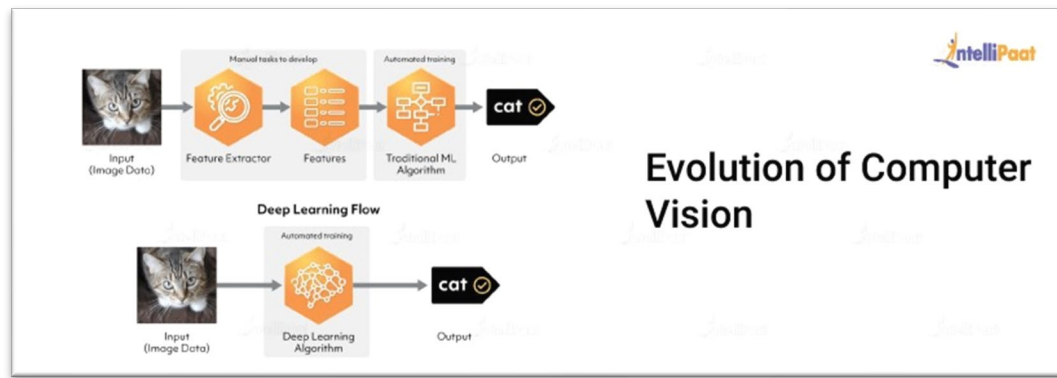 IntelliPaat
Manual tasks to develop
Automated training
cat
Input
(Image Data)
Feature Extractor
Features
Traditional ML
Algorithm
Output
Evolution of Computer
Vision
Deep Learning Flow
Automated training
cat
Input
(Image Data)
Deep Learning
Algorithm
Output